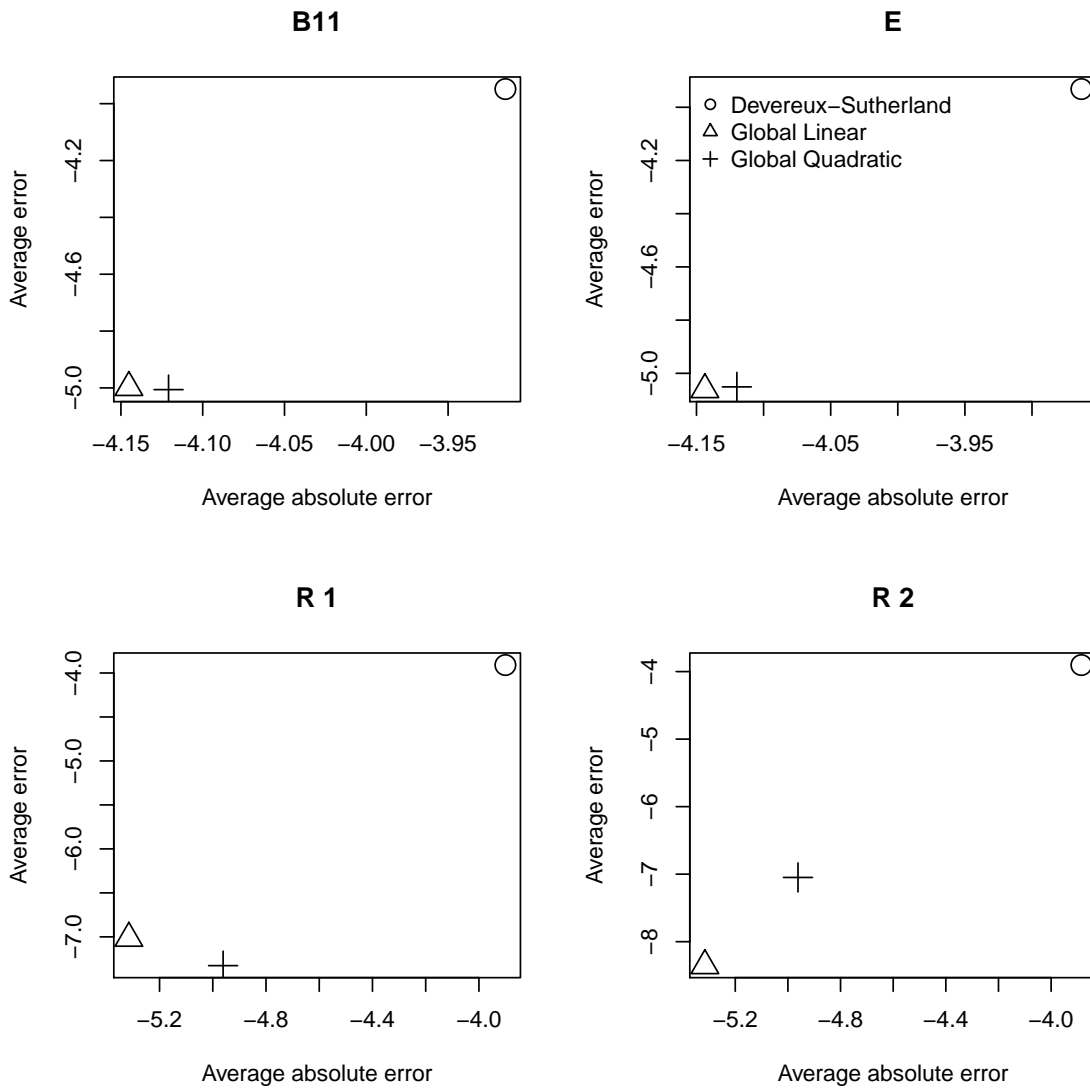 B11
Average error
−4.2
−4.6
−5.0
−4.15 −4.10 −4.05 −4.00 −3.95
Average absolute error
E
Devereux−Sutherland
Global Linear
Global Quadratic
Average error
−4.2
−4.6
−5.0
−4.15 −4.05 −3.95
Average absolute error
R 1
Average error
−4.0
−5.0
−6.0
−7.0
−5.2 −4.8 −4.4 −4.0
Average absolute error
R 2
Average error
−4
−5
−6
−7
−8
−5.2 −4.8 −4.4 −4.0
Average absolute error